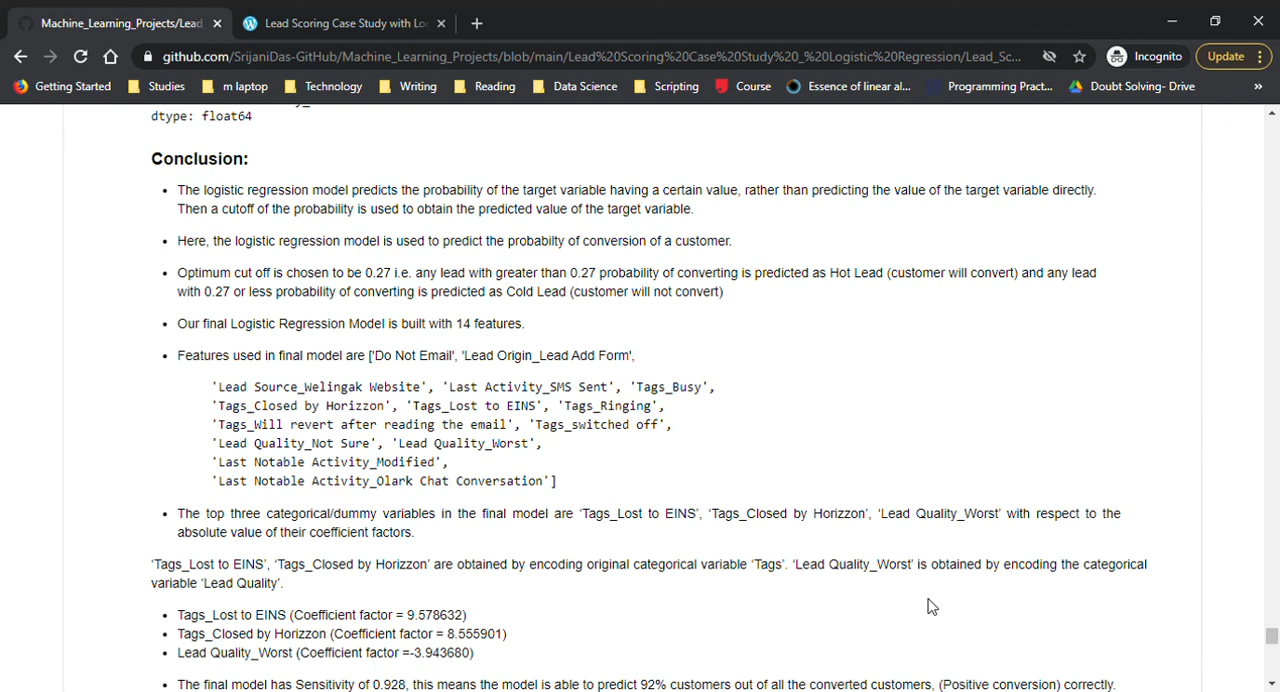 Machine_Learning_Projects/Lead_
Lead Scoring Case Study with Lo
github.com/SrijaniDas-GitHub/Machine_Learning_Projects/blob/main/Lead%20Scoring%20Case%20Study%20_%20Logistic%20Regression/Lead_Sc...
Incognito
Update
Getting Started
Studies
m laptop
Technology
Writing
Reading
Data Science
Scripting
Course
Essence of linear al...
Programming Pract...
Doubt Solving- Drive
»
dtype: float64
Conclusion:
• The logistic regression model predicts the probability of the target variable having a certain value, rather than predicting the value of the target variable directly.
Then a cutoff of the probability is used to obtain the predicted value of the target variable.
• Here, the logistic regression model is used to predict the probabilty of conversion of a customer.
• Optimum cut off is chosen to be 0.27 i.e. any lead with greater than 0.27 probability of converting is predicted as Hot Lead (customer will convert) and any lead
with 0.27 or less probability of converting is predicted as Cold Lead (customer will not convert)
• Our final Logistic Regression Model is built with 14 features.
• Features used in final model are ['Do Not Email', 'Lead Origin_Lead Add Form',
'Lead Source_Welingak Website', 'Last Activity_SMS Sent', 'Tags_Busy',
'Tags_Closed by Horizzon', 'Tags_Lost to EINS', 'Tags_Ringing',
'Tags_Will revert after reading the email', 'Tags_switched off',
'Lead Quality_Not Sure', 'Lead Quality_Worst',
'Last Notable Activity_Modified',
'Last Notable Activity_Olark Chat Conversation']
• The top three categorical/dummy variables in the final model are ‘Tags_Lost to EINS’, ‘Tags_Closed by Horizzon’, ‘Lead Quality_Worst’ with respect to the
absolute value of their coefficient factors.
‘Tags_Lost to EINS’, ‘Tags_Closed by Horizzon’ are obtained by encoding original categorical variable ‘Tags’. ‘Lead Quality_Worst’ is obtained by encoding the categorical
variable ‘Lead Quality’.
• Tags_Lost to EINS (Coefficient factor = 9.578632)
• Tags_Closed by Horizzon (Coefficient factor = 8.555901)
• Lead Quality_Worst (Coefficient factor =-3.943680)
• The final model has Sensitivity of 0.928, this means the model is able to predict 92% customers out of all the converted customers, (Positive conversion) correctly.